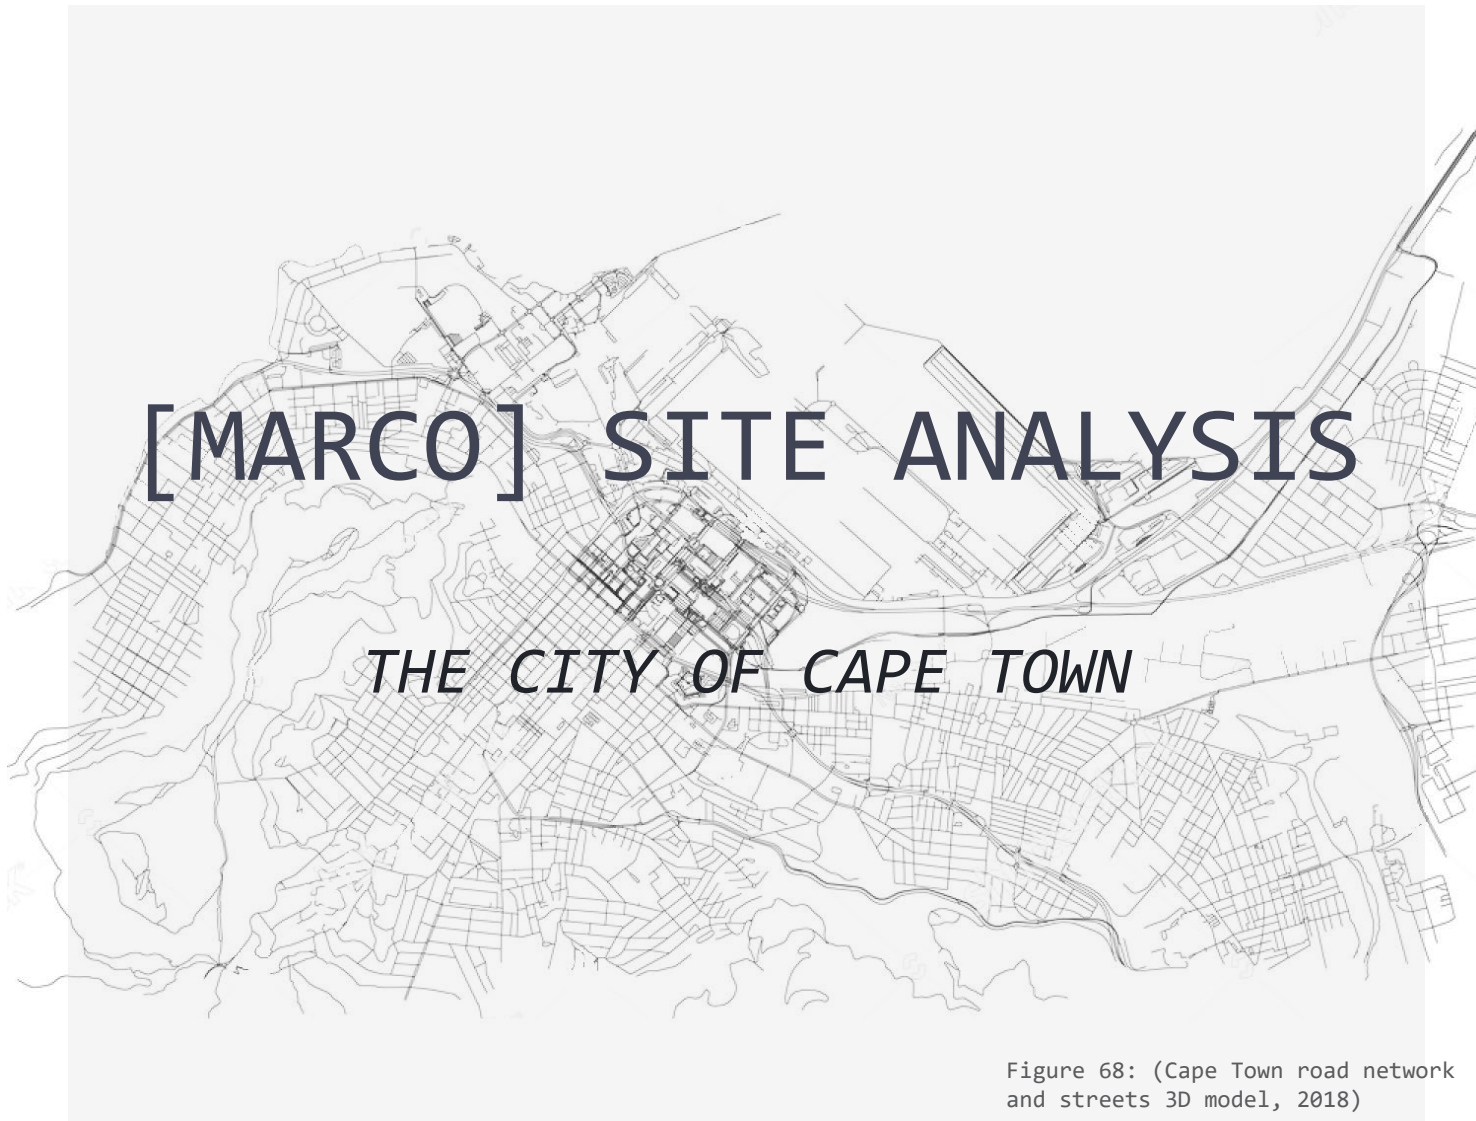 [MARCO] SITE ANALYSIS
THE CITY OF CAPE TOWN
Figure 68: (Cape Town road network
and streets 3D model, 2018)